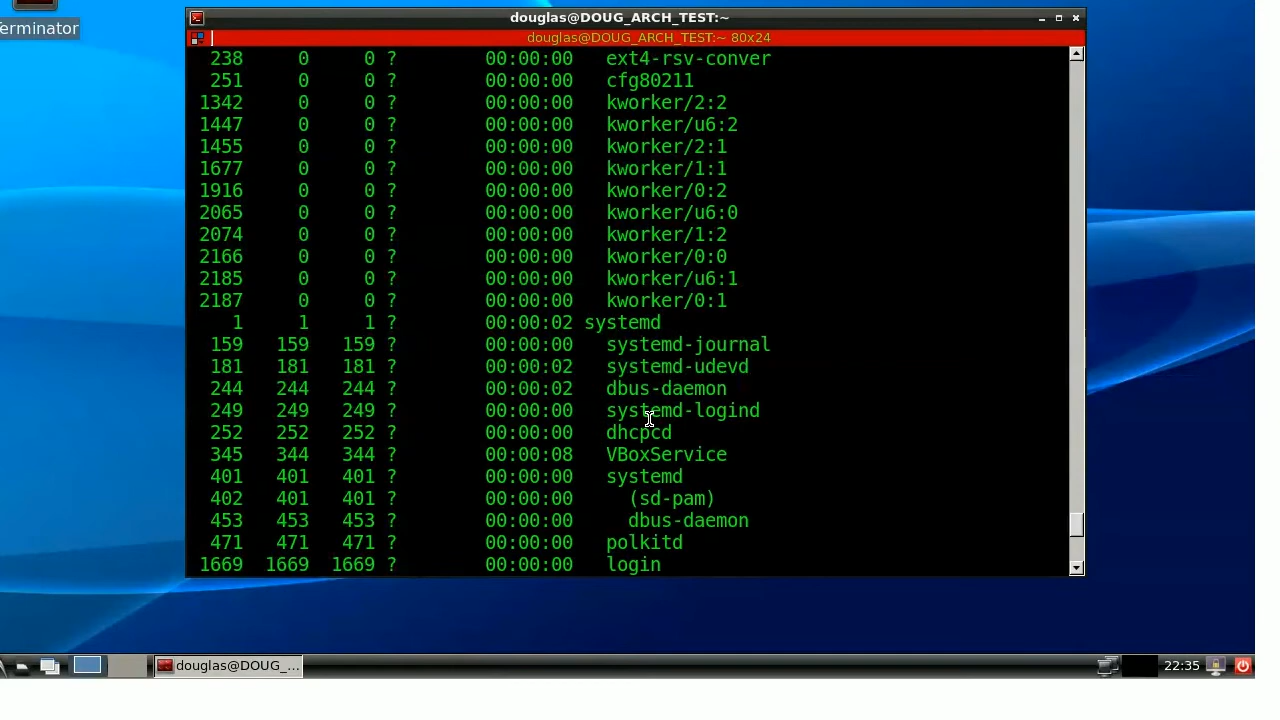 erminator
douglas@DOUG_ARCH_TEST:~
douglas@DOUG_ARCH_TEST:~ 80x24
238 0 0 ? 00:00:00 ext4-rsv-conver
251 0 0 ? 00:00:00 cfg80211
1342 0 0 ? 00:00:00 kworker/2:2
1447 0 0 ? 00:00:00 kworker/u6:2
1455 0 0 ? 00:00:00 kworker/2:1
1677 0 0 ? 00:00:00 kworker/1:1
1916 0 0 ? 00:00:00 kworker/0:2
2065 0 0 ? 00:00:00 kworker/u6:0
2074 0 0 ? 00:00:00 kworker/1:2
2166 0 0 ? 00:00:00 kworker/0:0
2185 0 0 ? 00:00:00 kworker/u6:1
2187 0 0 ? 00:00:00 kworker/0:1
1 1 1 ? 00:00:02 systemd
159 159 159 ? 00:00:00 systemd-journal
181 181 181 ? 00:00:02 systemd-udevd
244 244 244 ? 00:00:02 dbus-daemon
249 249 249 ? 00:00:00 systemd-logind
252 252 252 ? 00:00:00 dhcpcd
345 344 344 ? 00:00:08 VBoxService
401 401 401 ? 00:00:00 systemd
402 401 401 ? 00:00:00 (sd-pam)
453 453 453 ? 00:00:00 dbus-daemon
471 471 471 ? 00:00:00 polkitd
1669 1669 1669 ? 00:00:00 login
douglas@DOUG_...
22:35